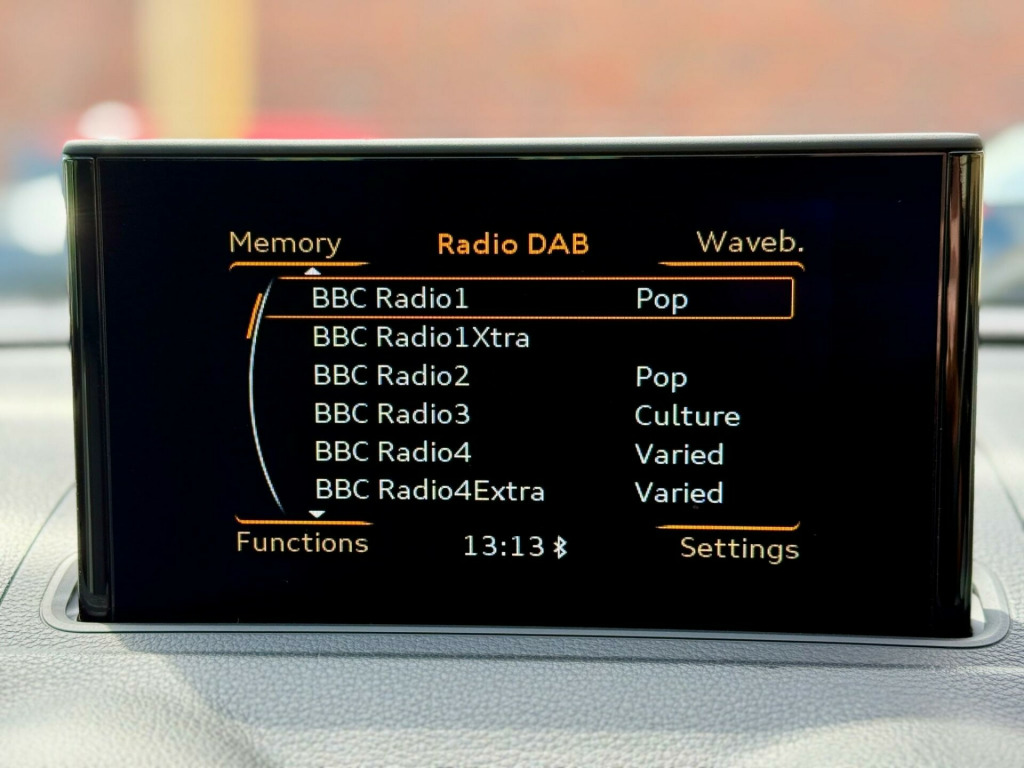 Memory Radio DAB Waveb.
BBC Radio1 Pop
BBC Radio1Xtra
BBC Radio2 Pop
BBC Radio3 Culture
BBC Radio4 Varied
BBC Radio4Extra Varied
Functions 13:13 Settings